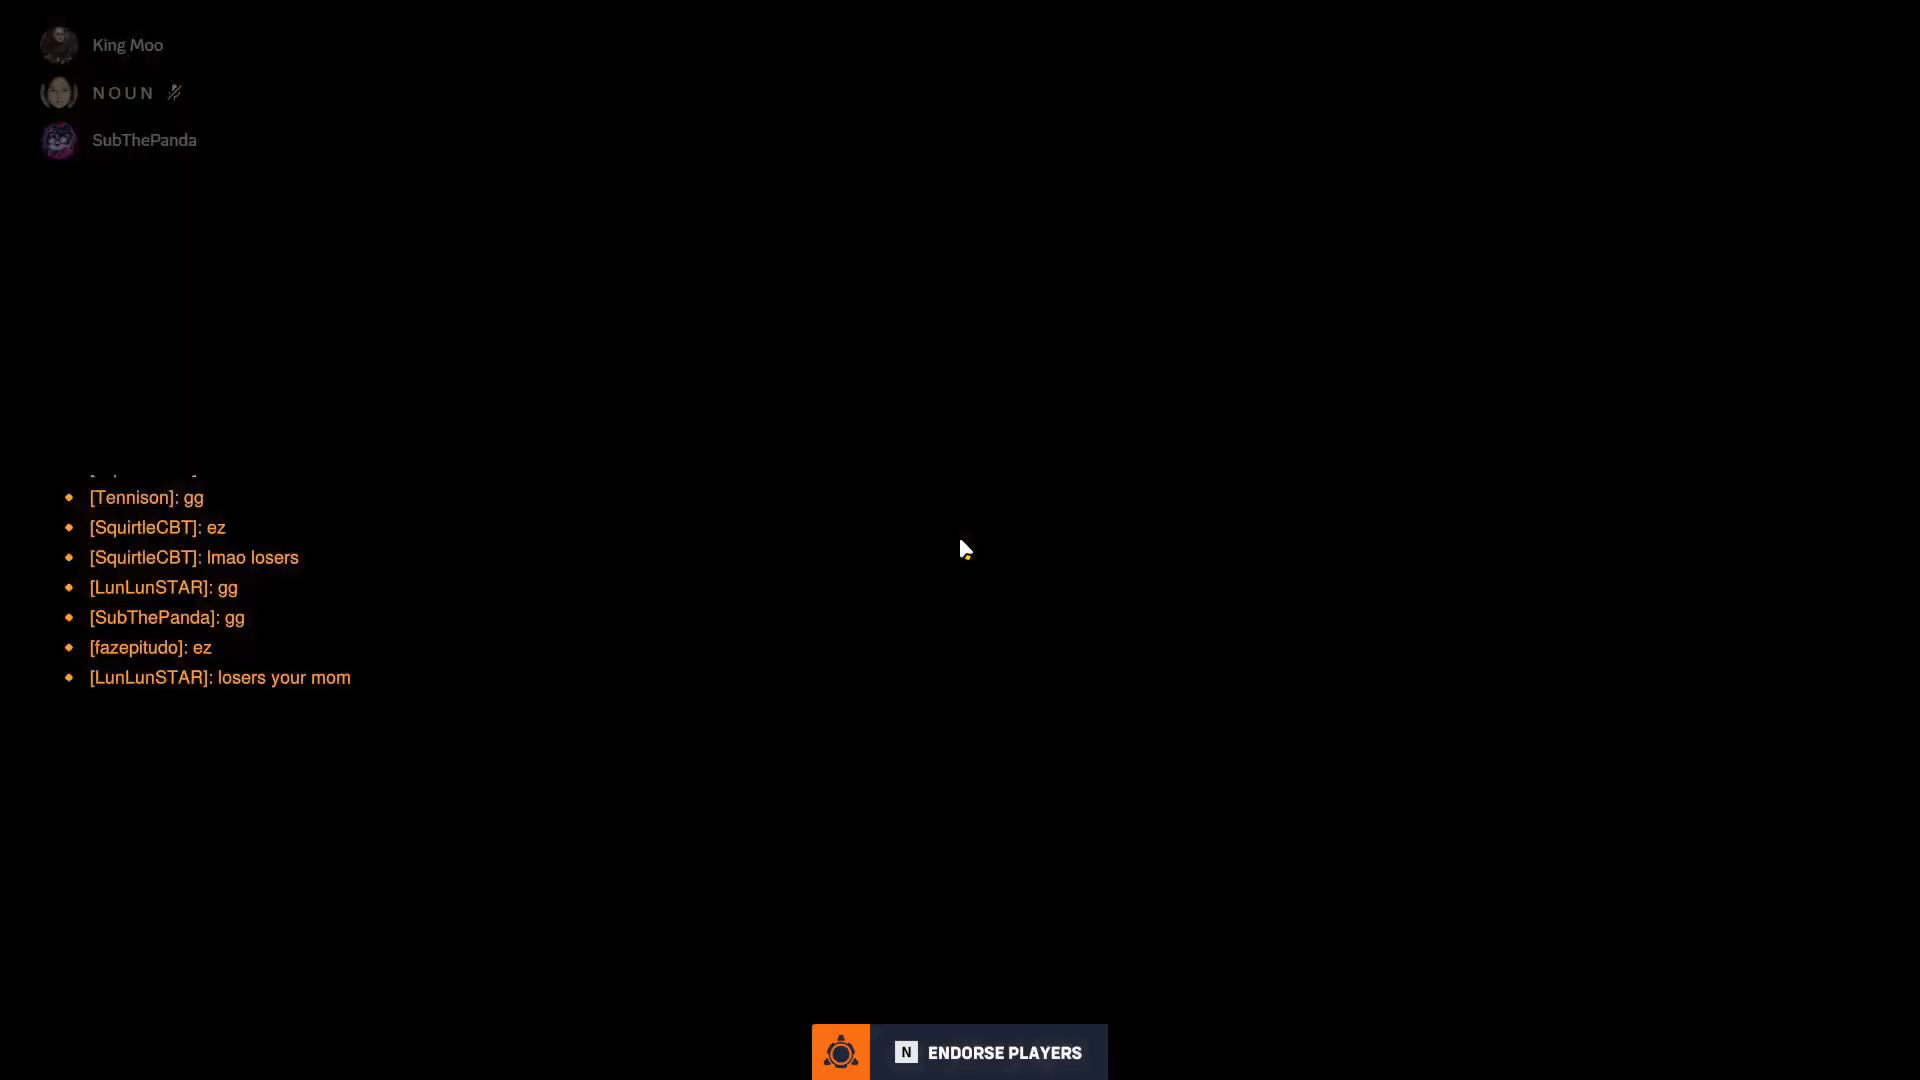 King Moo
N O U N
SubThePanda
[Tennison]: gg
[SquirtleCBT]: ez
[SquirtleCBT]: lmao losers
[LunLunSTAR]: gg
[SubThePanda]: gg
[fazepitudo]: ez
[LunLunSTAR]: losers your mom
N ENDORSE PLAYERS